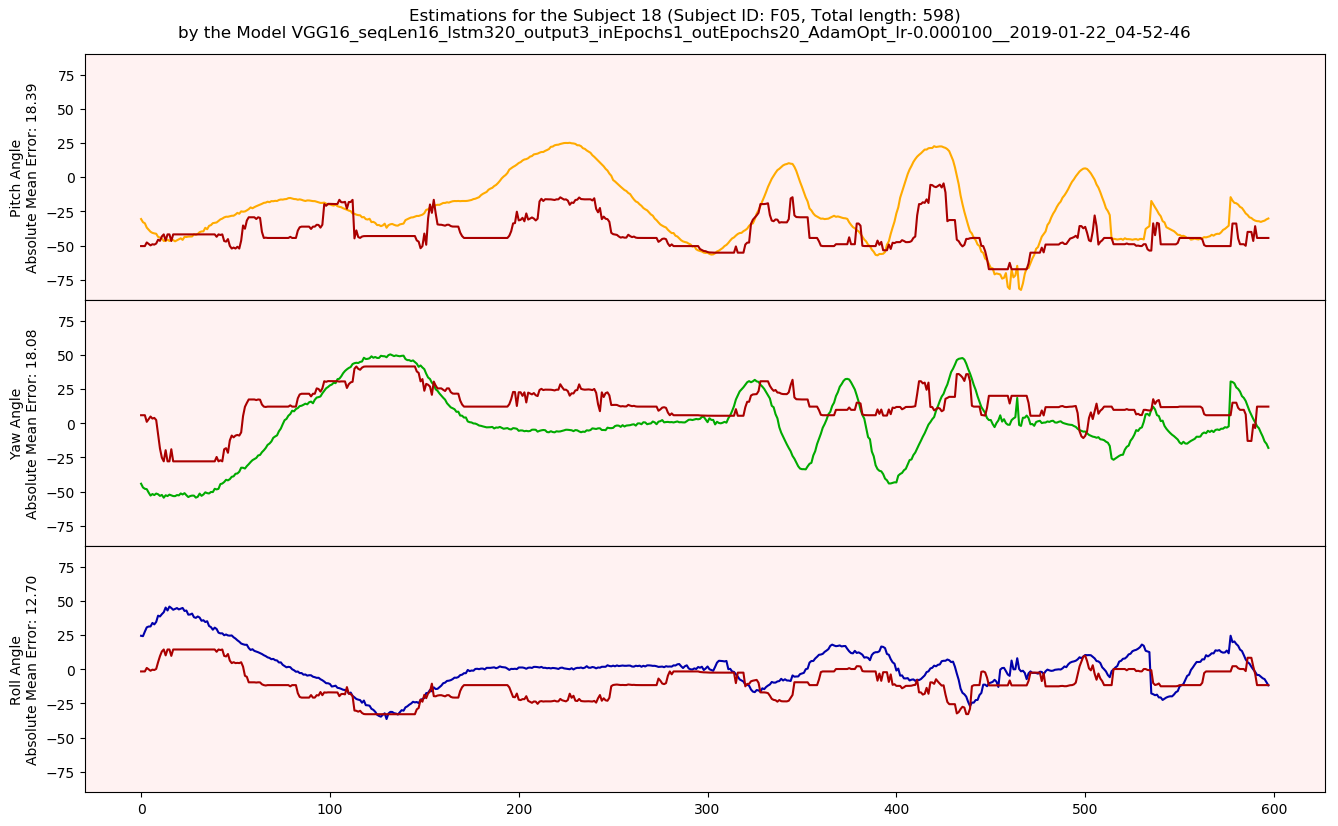 Estimations for the Subject 18 (Subject ID: F05, Total length: 598)
by the Model VGG16_seqLen16_lstm320_output3_inEpochs1_outEpochs20_AdamOpt_lr-0.000100__2019-01-22_04-52-46
Pitch Angle
Absolute Mean Error: 18.39
75
50
25
0
−25
−50
−75
Yaw Angle
Absolute Mean Error: 18.08
75
50
25
0
−25
−50
−75
Roll Angle
Absolute Mean Error: 12.70
75
50
25
0
−25
−50
−75
0 100 200 300 400 500 600